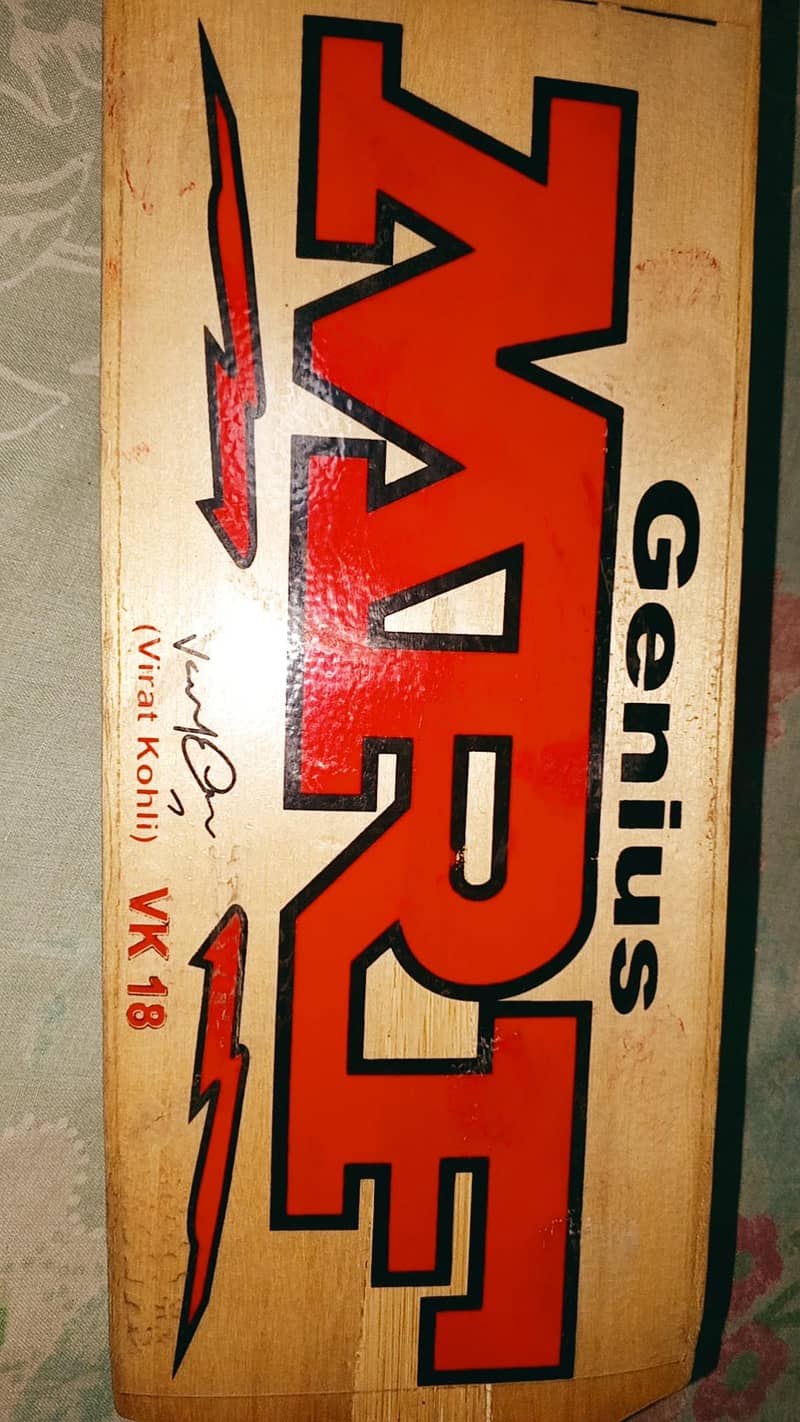 Genius
MRF
(Virat Kohli) VK 18